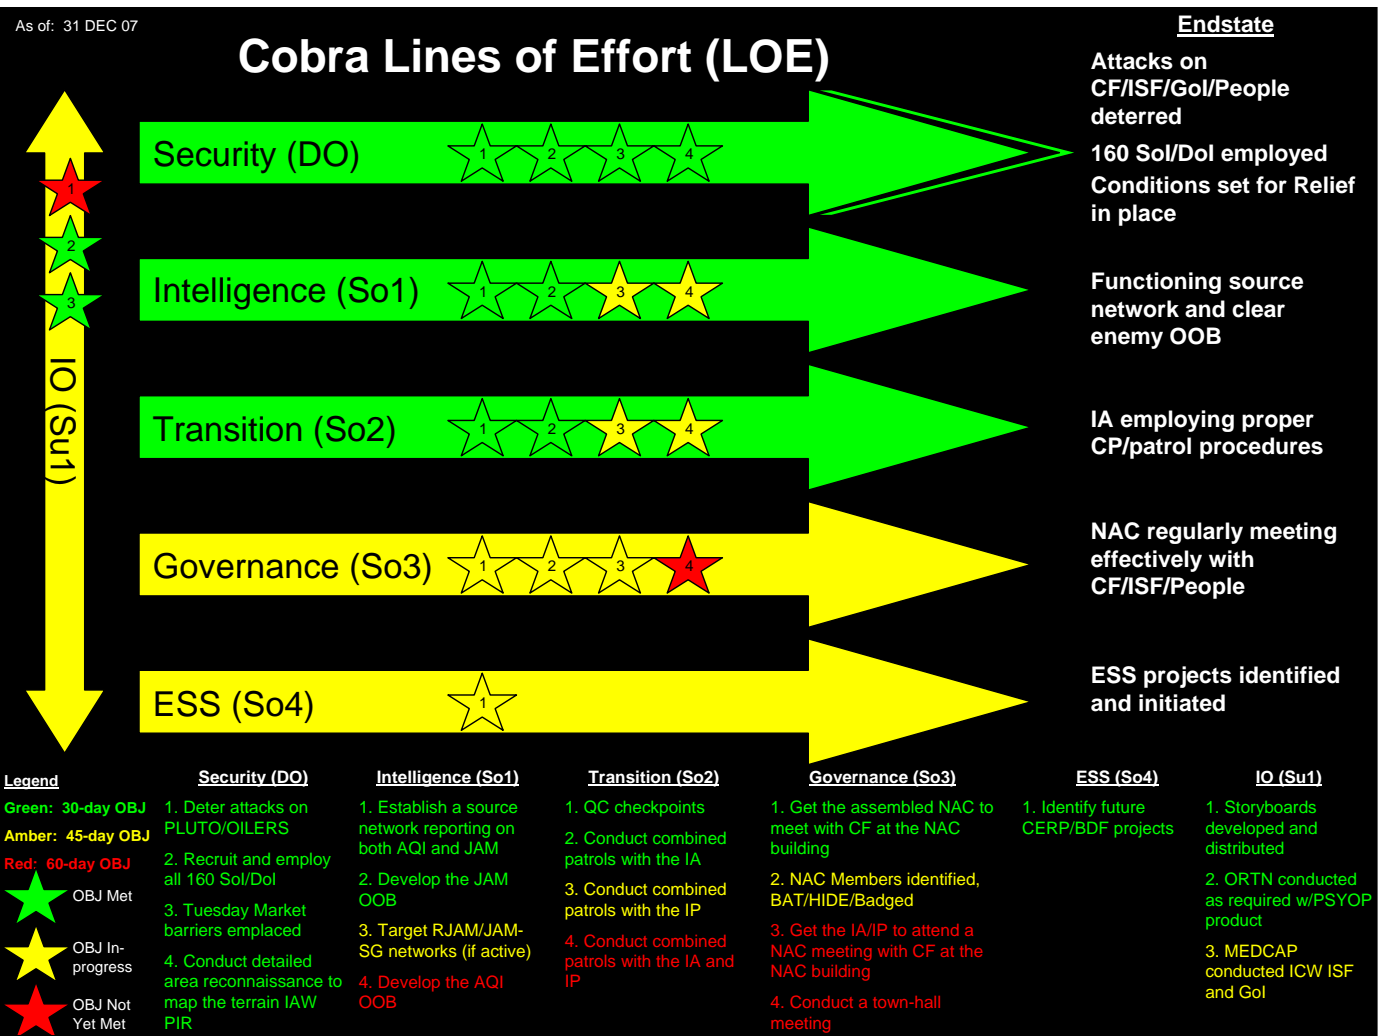 As of: 31 DEC 07
Cobra Lines of Effort (LOE)
Endstate
Attacks on
CF/ISF/GoI/People
deterred
160 Sol/DoI employed
Conditions set for Relief
in place
Security (DO)
1 2 3 4
Intelligence (So1)
1 2 3 4
Functioning source
network and clear
enemy OOB
Transition (So2)
1 2 3 4
IA employing proper
CP/patrol procedures
Governance (So3)
1 2 3 4
NAC regularly meeting
effectively with
CF/ISF/People
ESS (So4)
1
ESS projects identified
and initiated
1
2
3
IO (Su1)
Legend
Green: 30-day OBJ
Amber: 45-day OBJ
Red: 60-day OBJ
OBJ Met
OBJ In-
progress
OBJ Not
Yet Met
Security (DO)
1. Deter attacks on
PLUTO/OILERS
2. Recruit and employ
all 160 Sol/DoI
3. Tuesday Market
barriers emplaced
4. Conduct detailed
area reconnaissance to
map the terrain IAW
PIR
Intelligence (So1)
1. Establish a source
network reporting on
both AQI and JAM
2. Develop the JAM
OOB
3. Target RJAM/JAM-
SG networks (if active)
4. Develop the AQI
OOB
Transition (So2)
1. QC checkpoints
2. Conduct combined
patrols with the IA
3. Conduct combined
patrols with the IP
4. Conduct combined
patrols with the IA and
IP
Governance (So3)
1. Get the assembled NAC to
meet with CF at the NAC
building
2. NAC Members identified,
BAT/HIDE/Badged
3. Get the IA/IP to attend a
NAC meeting with CF at the
NAC building
4. Conduct a town-hall
meeting
ESS (So4)
1. Identify future
CERP/BDF projects
IO (Su1)
1. Storyboards
developed and
distributed
2. ORTN conducted
as required w/PSYOP
product
3. MEDCAP
conducted ICW ISF
and GoI